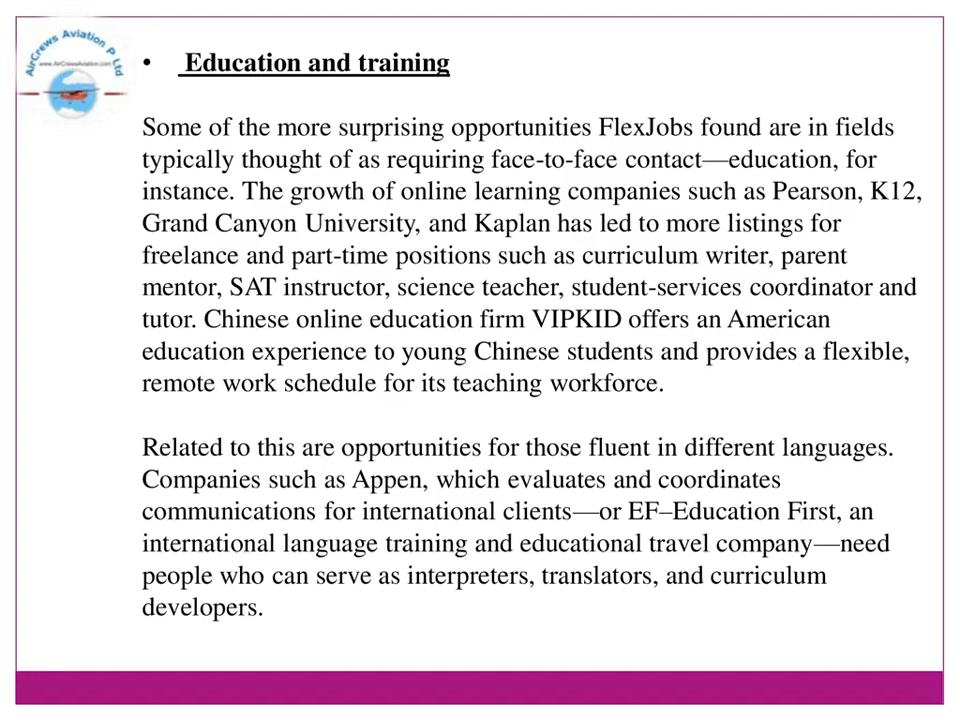 AirCrews Aviation P Ltd
www.AirCrewsAviation.com
• Education and training
Some of the more surprising opportunities FlexJobs found are in fields
typically thought of as requiring face-to-face contact—education, for
instance. The growth of online learning companies such as Pearson, K12,
Grand Canyon University, and Kaplan has led to more listings for
freelance and part-time positions such as curriculum writer, parent
mentor, SAT instructor, science teacher, student-services coordinator and
tutor. Chinese online education firm VIPKID offers an American
education experience to young Chinese students and provides a flexible,
remote work schedule for its teaching workforce.
Related to this are opportunities for those fluent in different languages.
Companies such as Appen, which evaluates and coordinates
communications for international clients—or EF–Education First, an
international language training and educational travel company—need
people who can serve as interpreters, translators, and curriculum
developers.